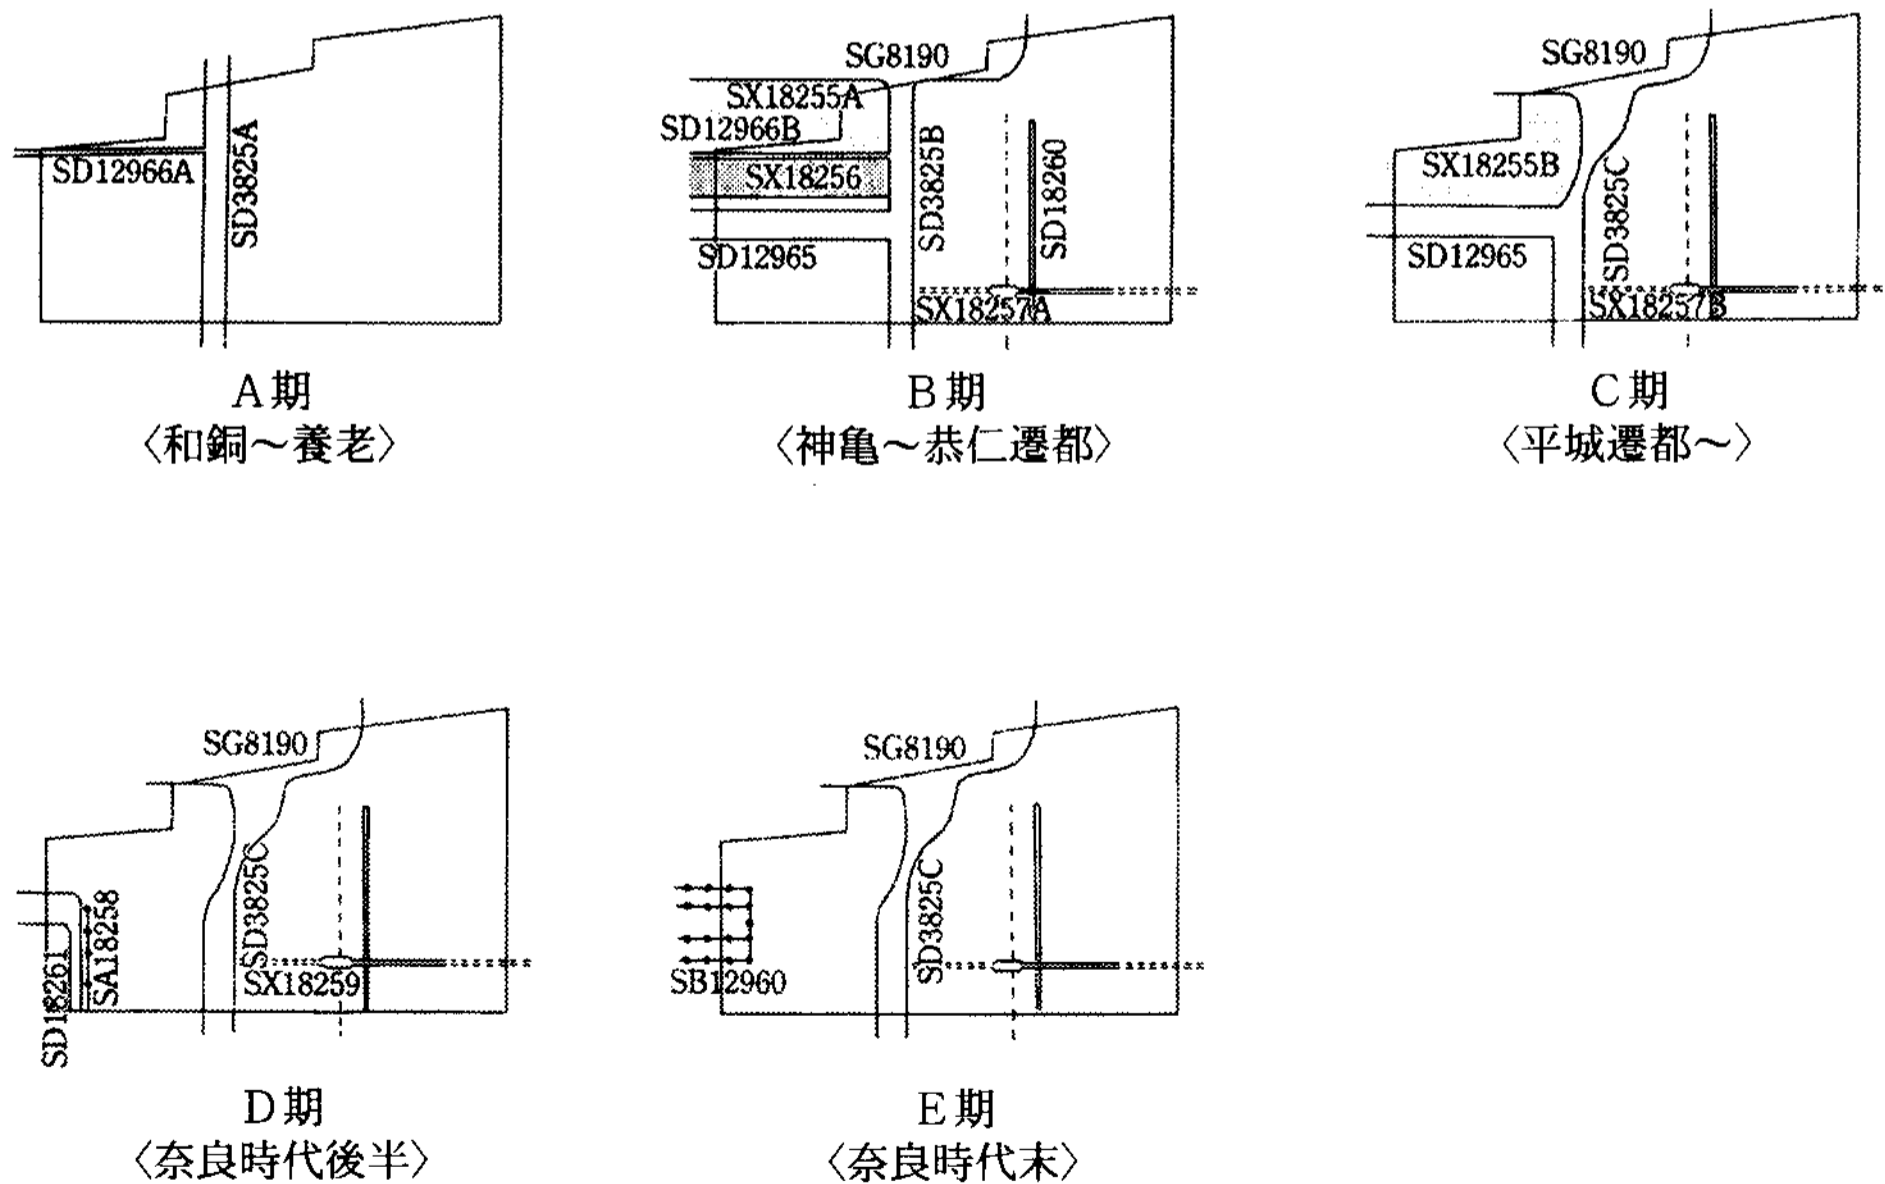 SD12966A
SD3825A
A期
〈和銅～養老〉
SG8190
SX18255A
SD12966B
SX18256
SD12965
SD3825B
SD18260
SX18257A
B期
〈神亀～恭仁遷都〉
SG8190
SX18255B
SD12965
SD3825C
SX18257B
C期
〈平城遷都～〉
SG8190
SD3825C
SA18258
SD18261
SX18259
D期
〈奈良時代後半〉
SG8190
SD3825C
SB12960
E期
〈奈良時代末〉